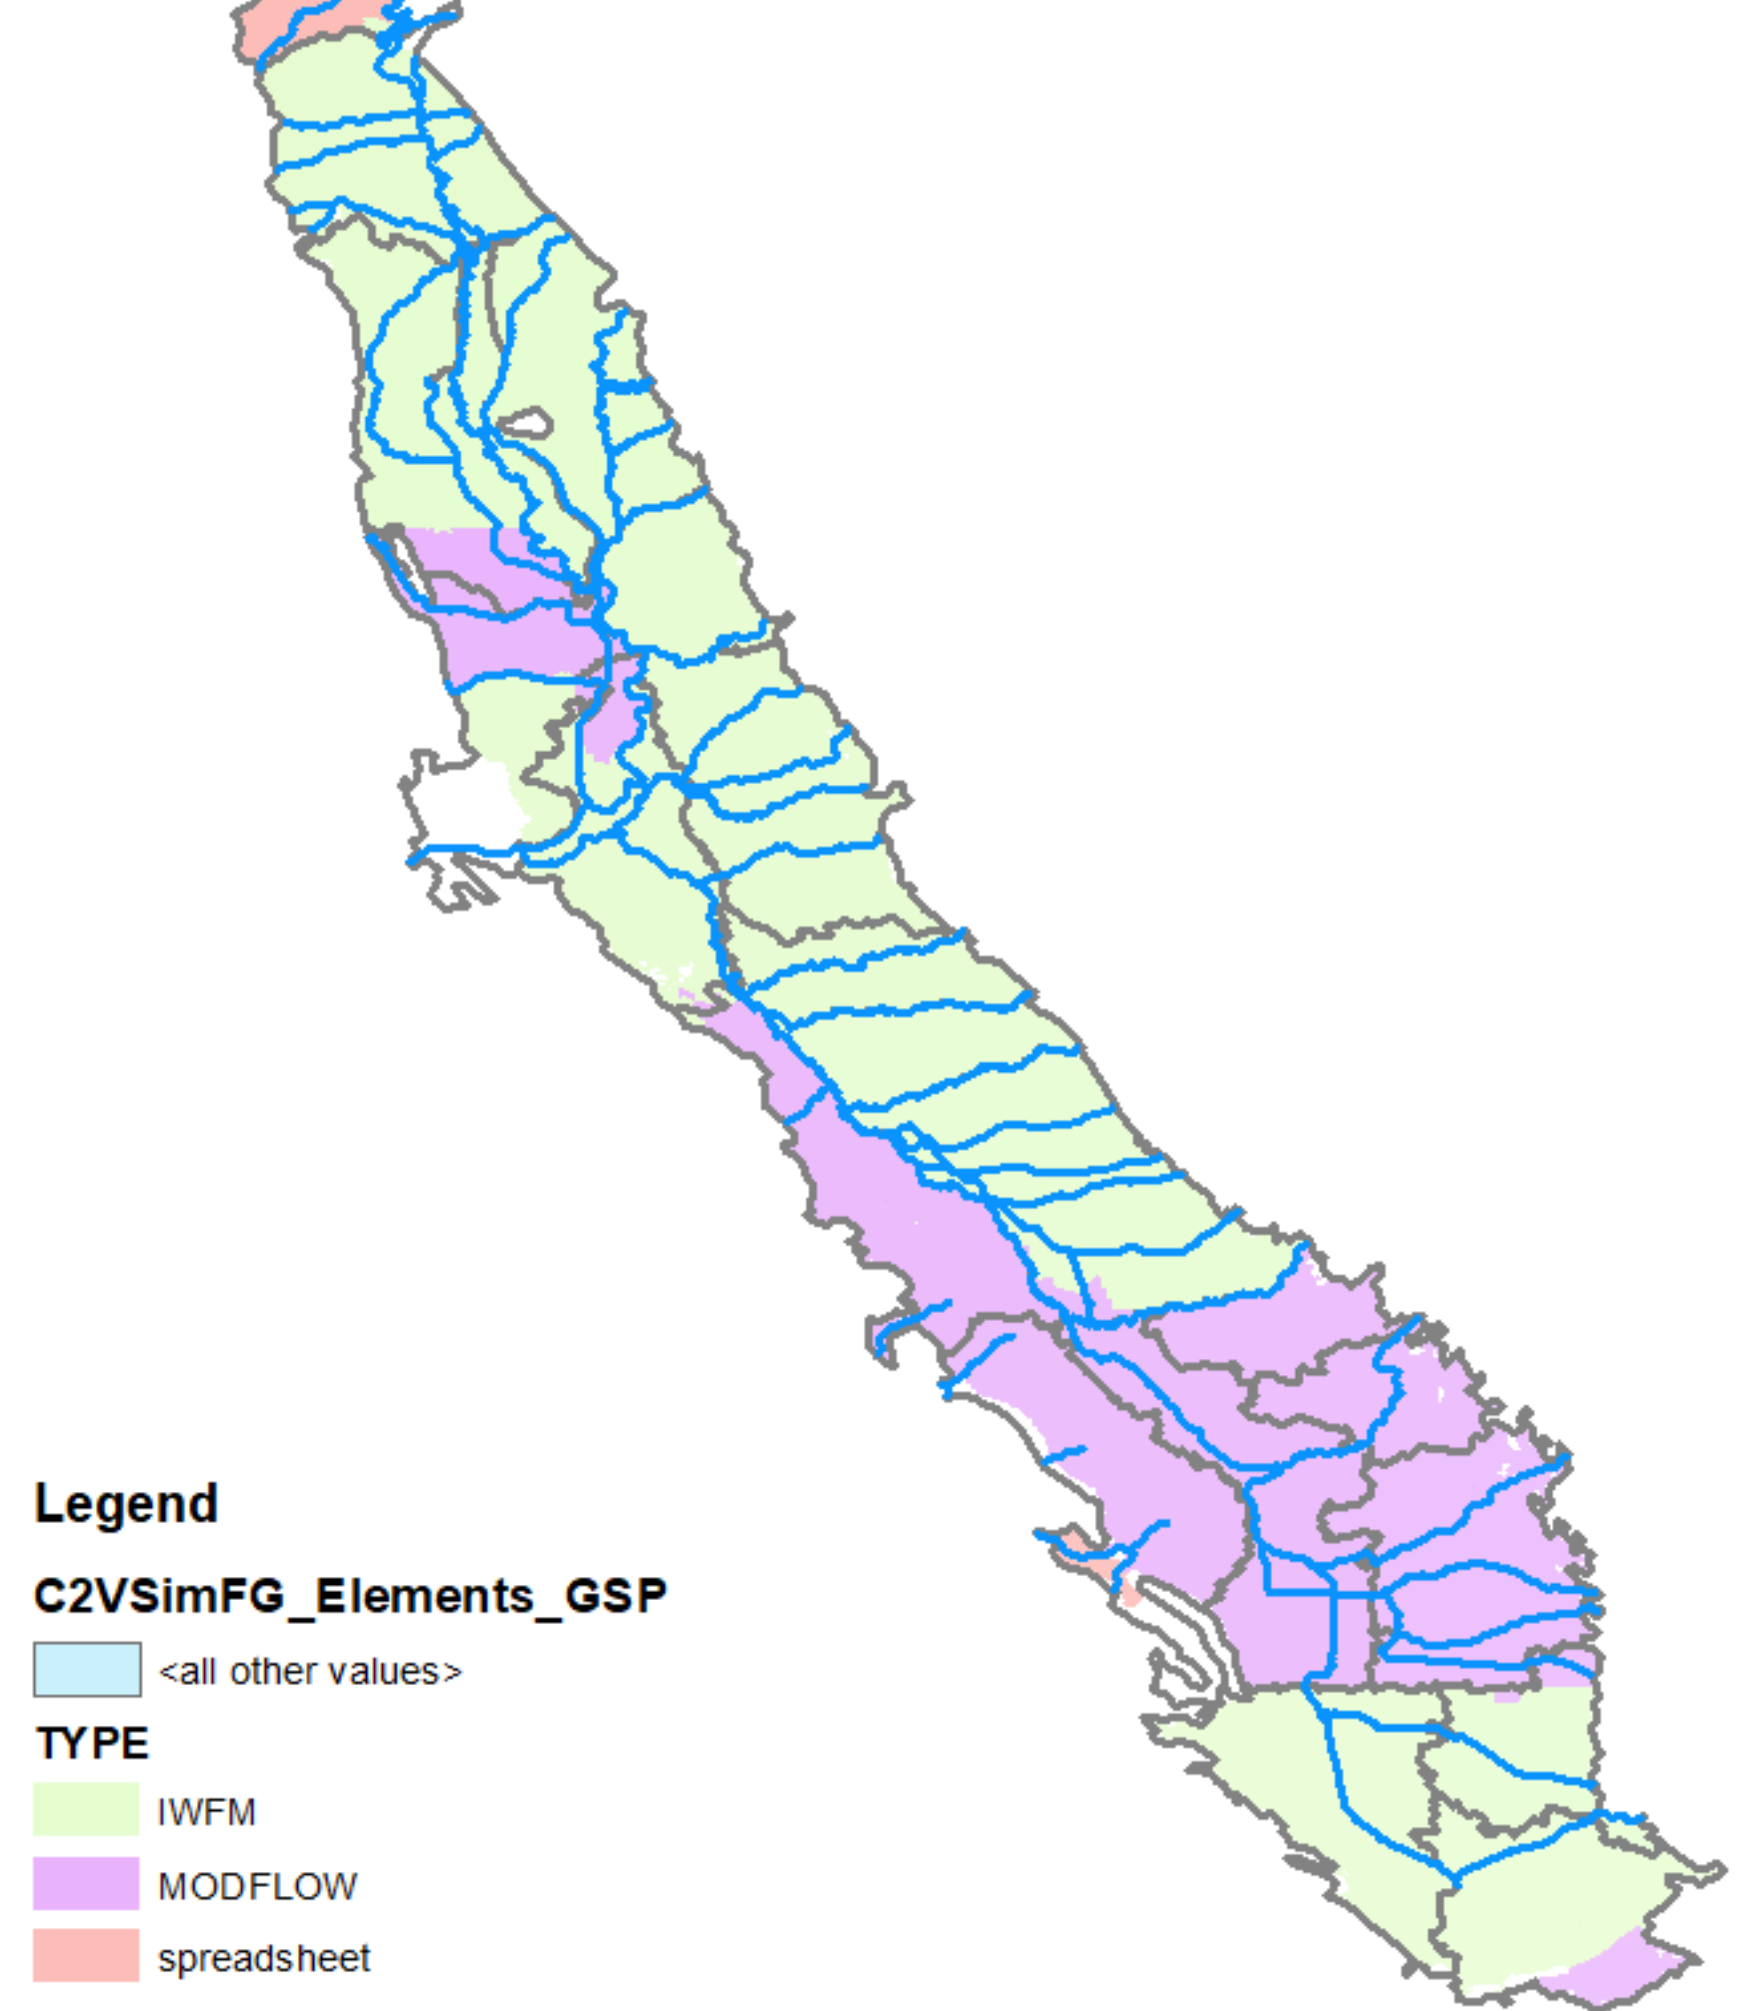 Legend
C2VSimFG_Elements_GSP
<all other values>
TYPE
IWFM
MODFLOW
spreadsheet